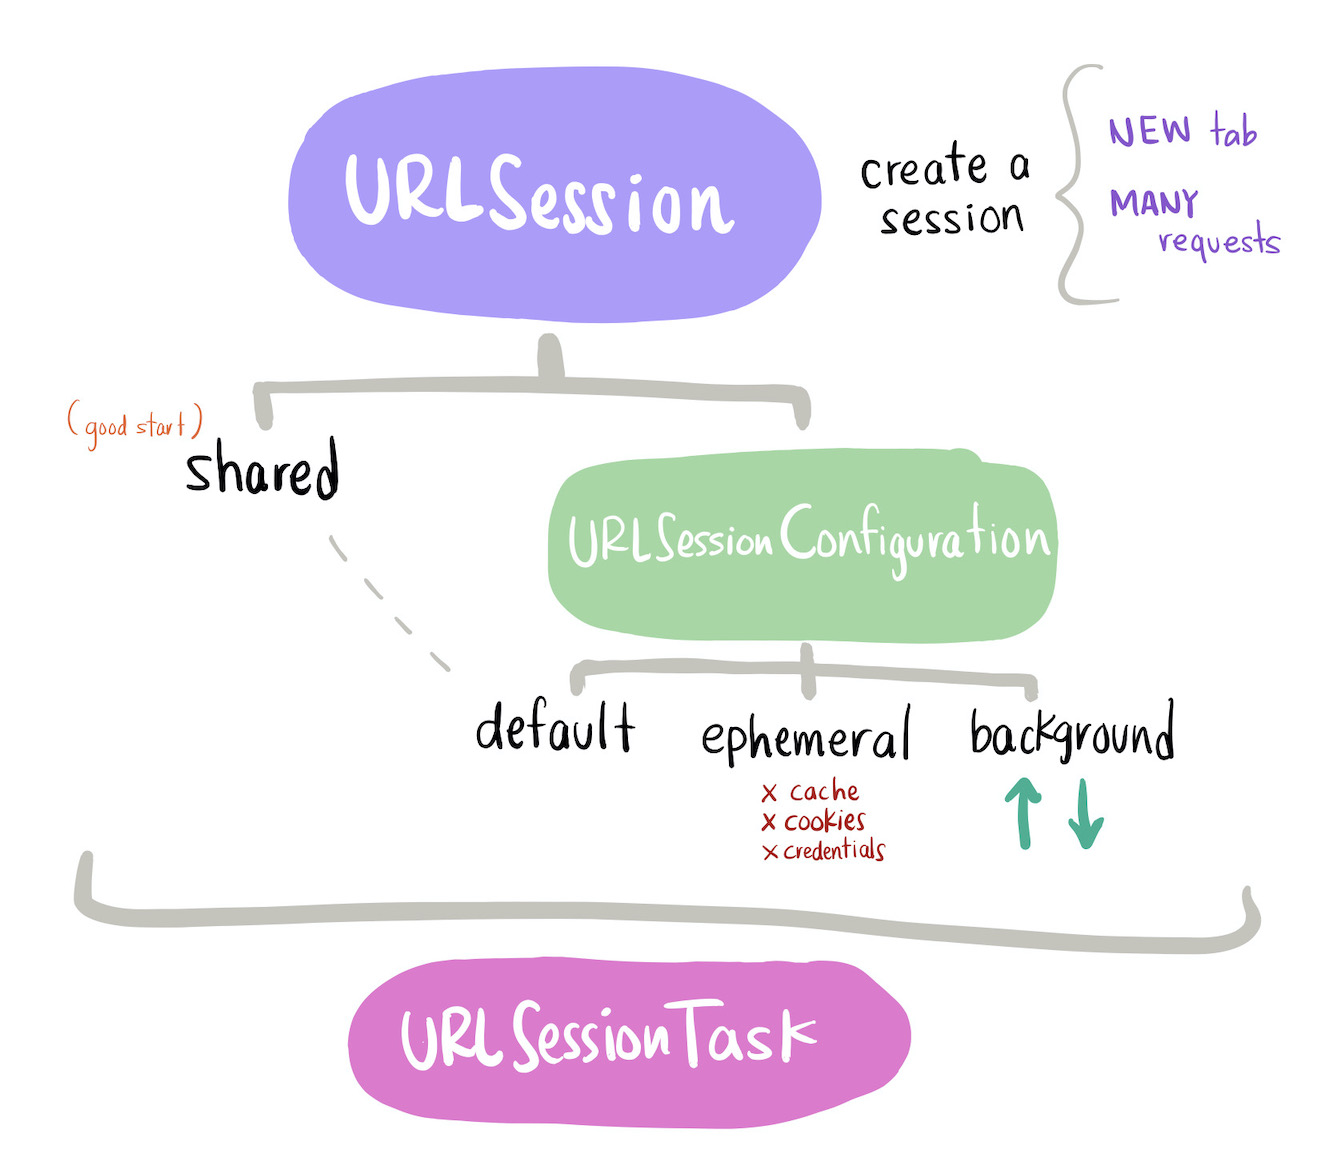 URLSession
create a
session
NEW tab
MANY
requests
(good start)
shared
URLSessionConfiguration
default
ephemeral
background
x cache
x cookies
x credentials
URLSessionTask